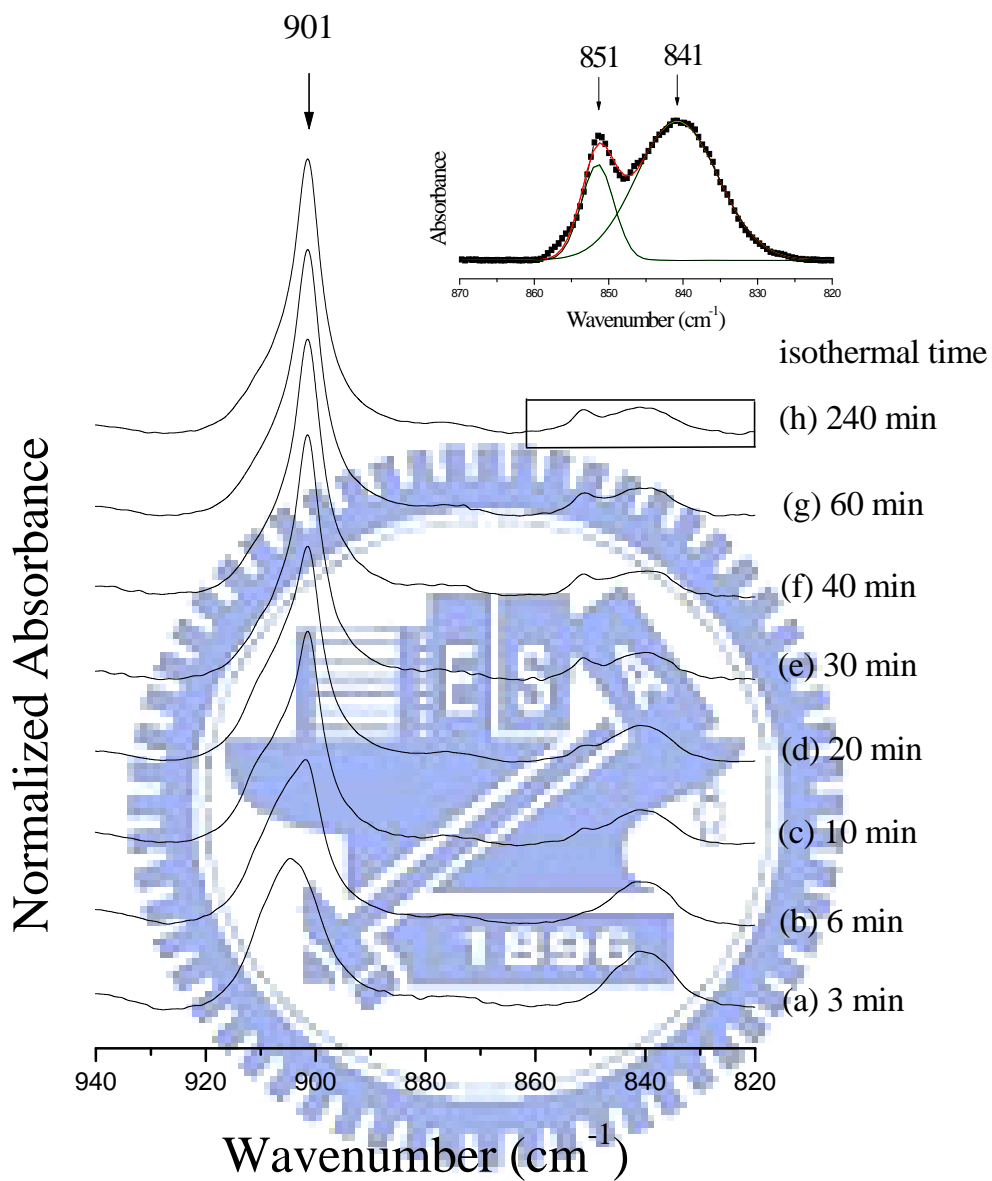 901
851 841
Absorbance
870 860 850 840 830 820
Wavenumber (cm-1)
isothermal time
(h) 240 min
(g) 60 min
(f) 40 min
(e) 30 min
(d) 20 min
(c) 10 min
(b) 6 min
(a) 3 min
Normalized Absorbance
ES
1896
940 920 900 880 860 840 820
Wavenumber (cm-1)